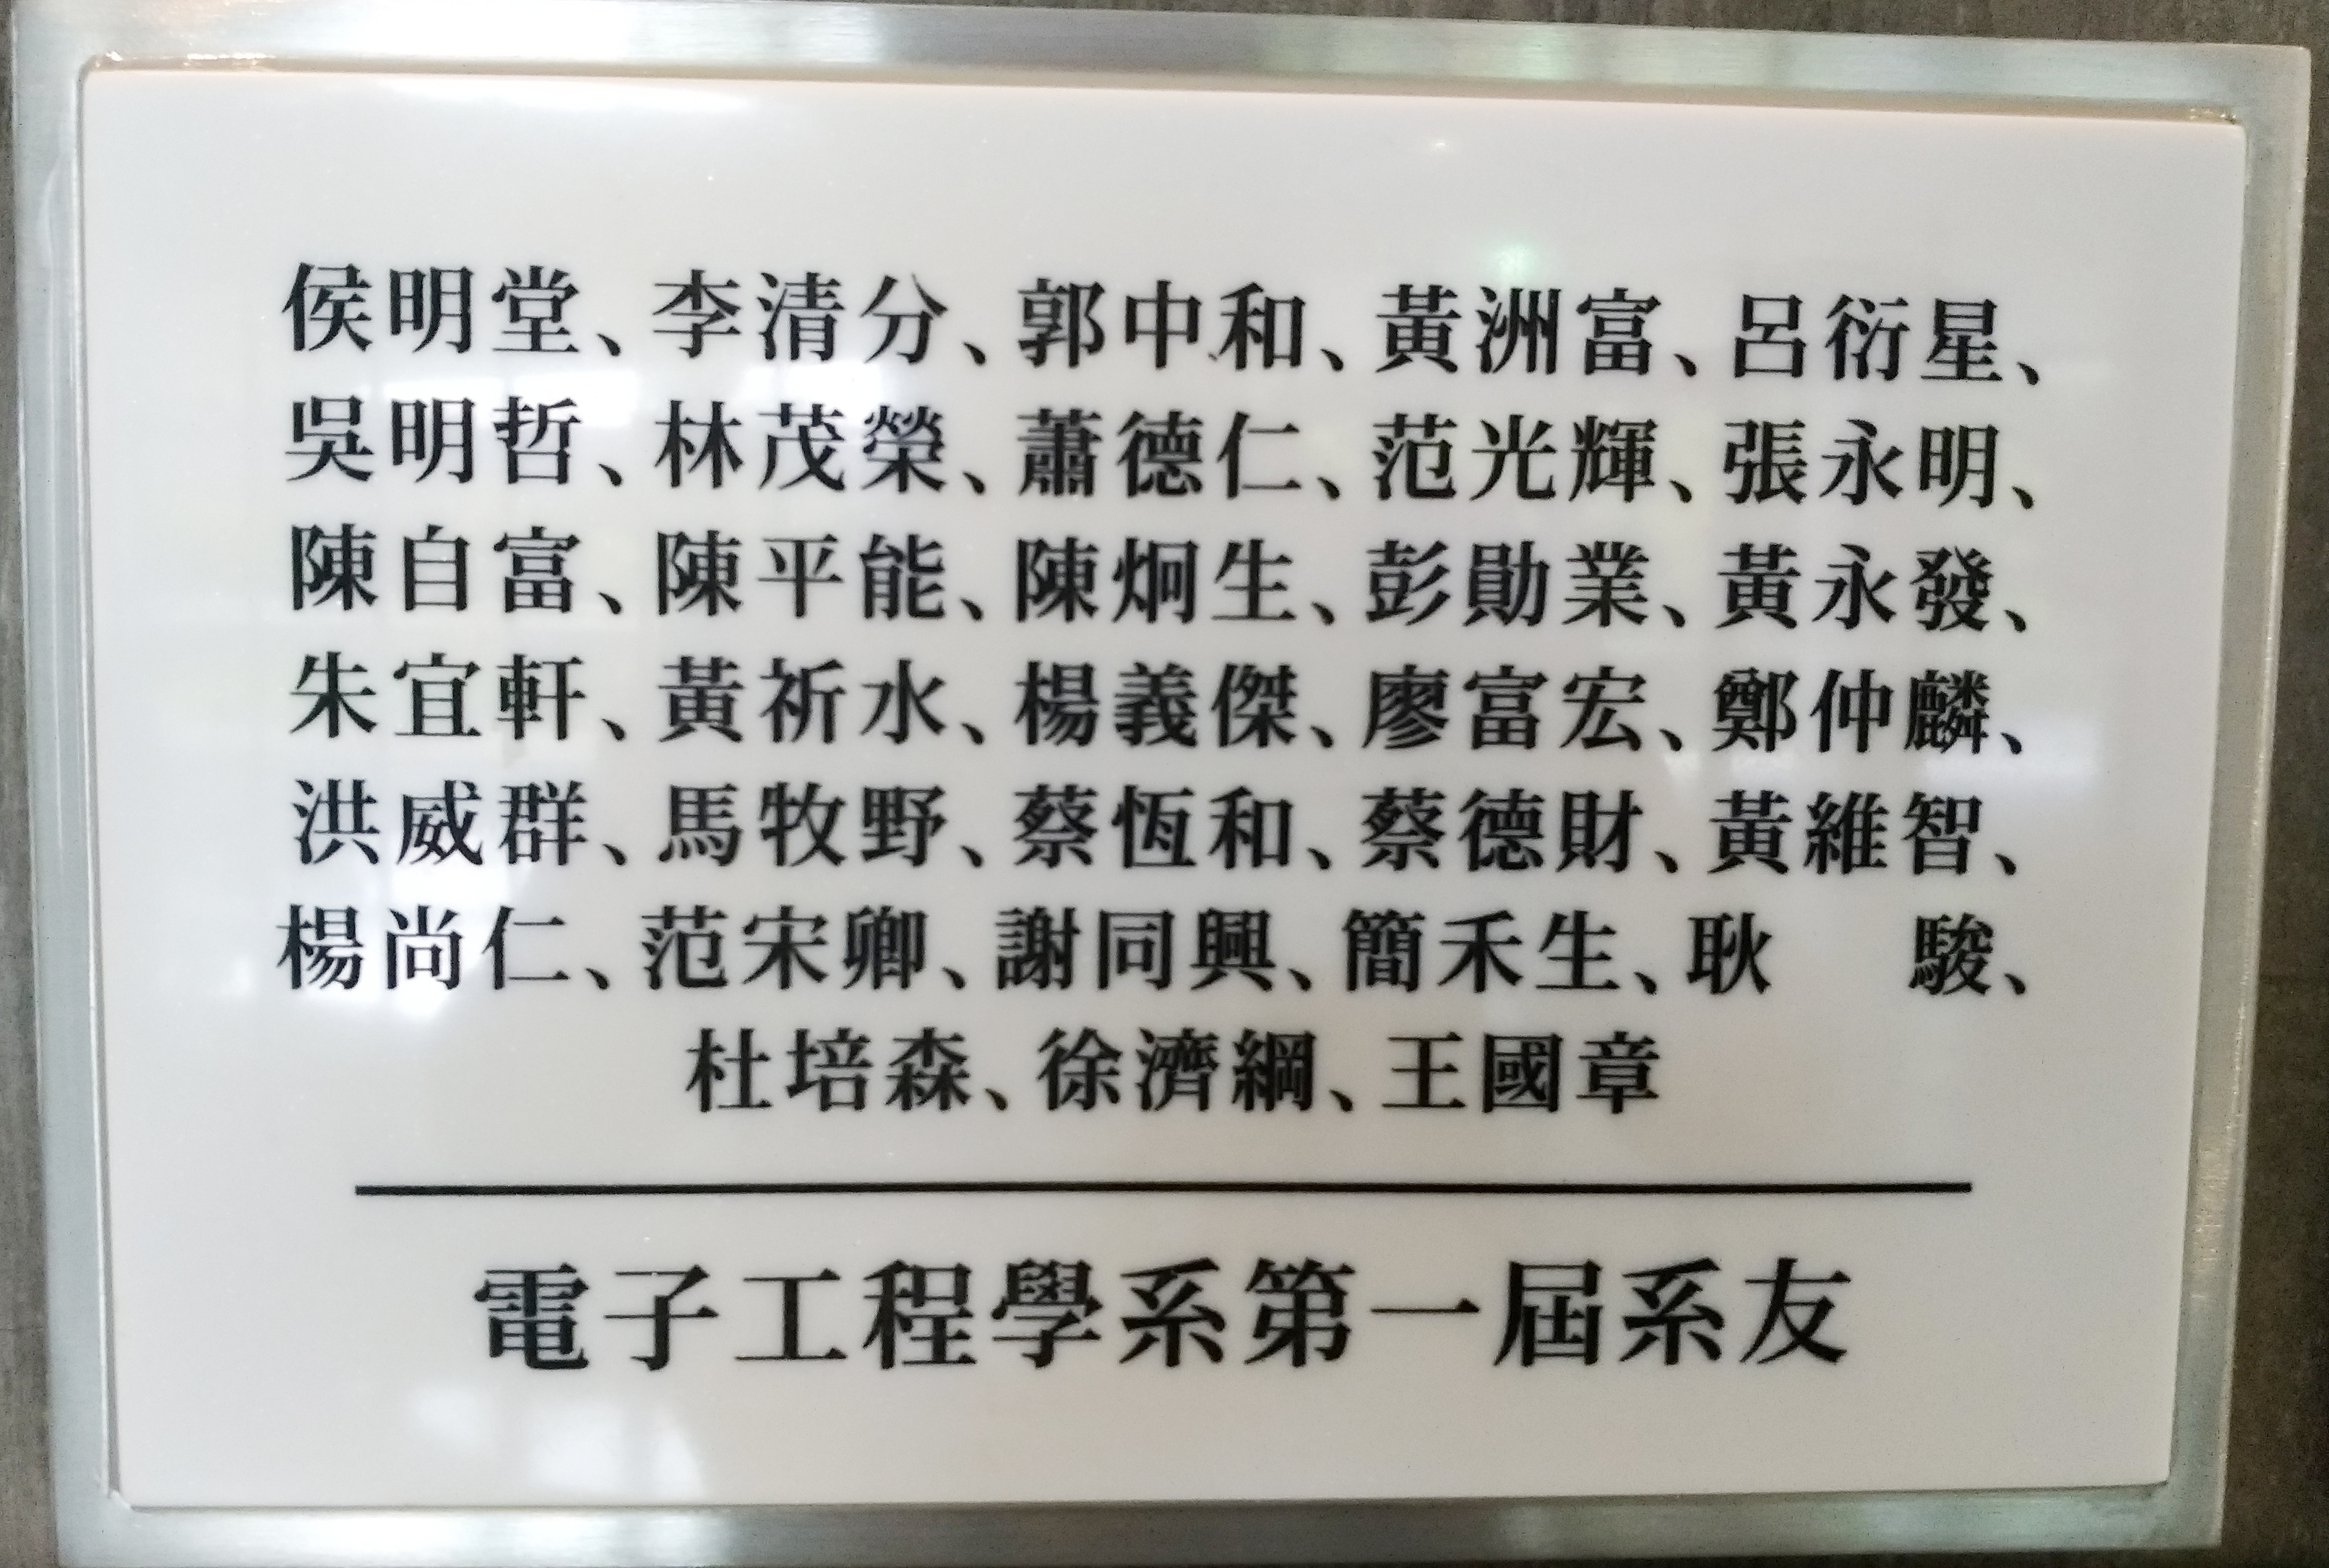 侯明堂、李清分、郭中和、黃洲富、呂衍星、
吳明哲、林茂榮、蕭德仁、范光輝、張永明、
陳自富、陳平能、陳炯生、彭勛業、黃永發、
朱宜軒、黃祈水、楊義傑、廖富宏、鄭仲麟、
洪威群、馬牧野、蔡恆和、蔡德財、黃維智、
楊尚仁、范宋卿、謝同興、簡禾生、耿　駿、
杜培森、徐濟綱、王國章
電子工程學系第一屆系友